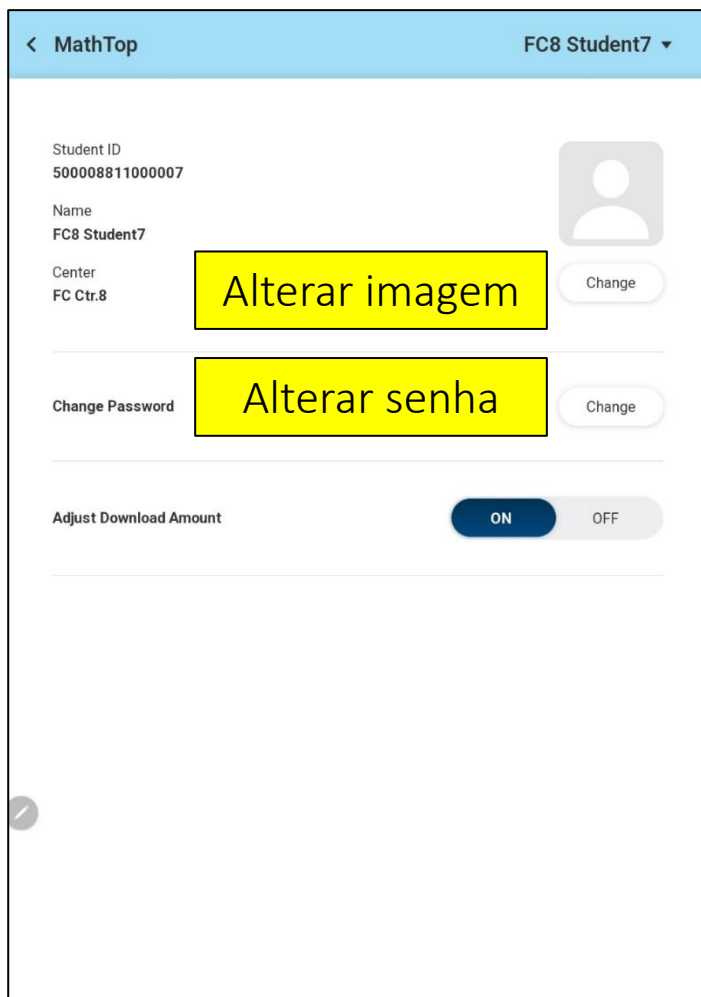 MathTop
FC8 Student7
Student ID
500008811000007
Name
FC8 Student7
Center
FC Ctr.8
Alterar imagem
Change
Change Password
Alterar senha
Change
Adjust Download Amount
ON
OFF